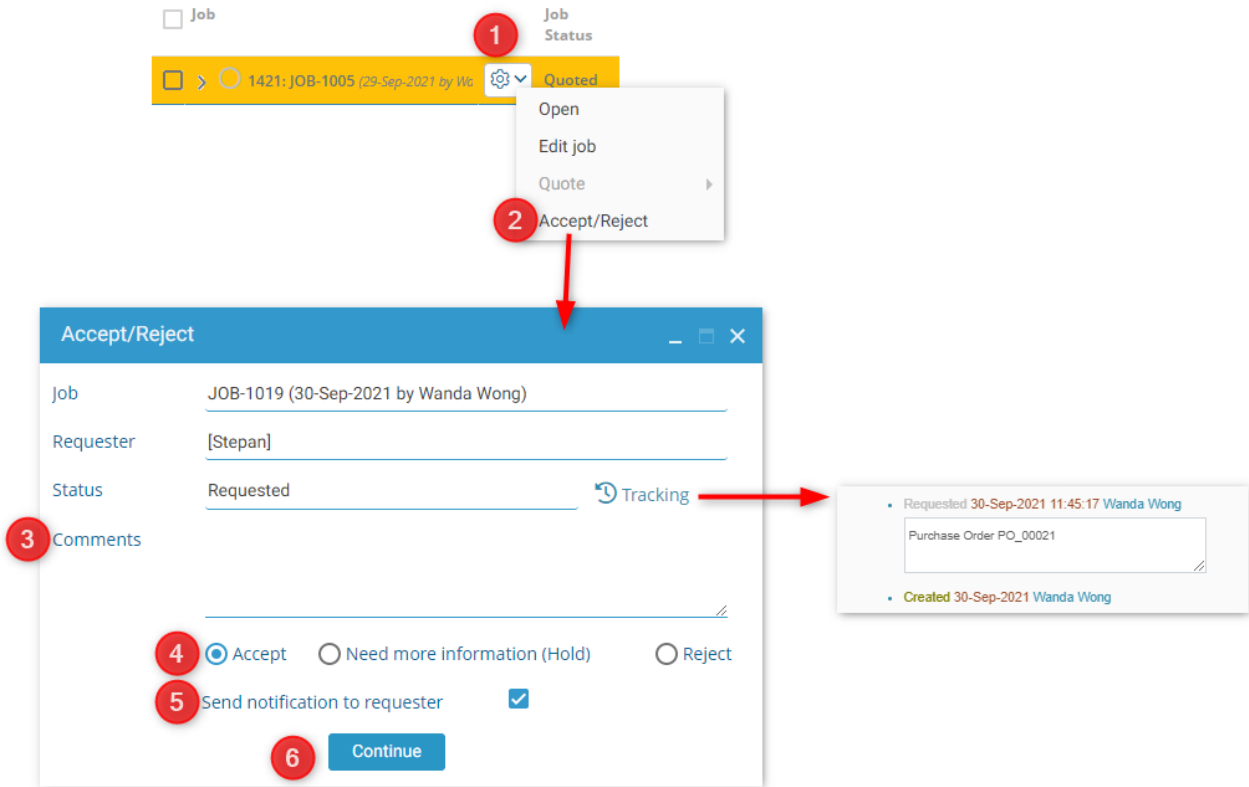 Job
Job
Status
1
1421: JOB-1005 (29-Sep-2021 by Wo
Quoted
Open
Edit job
Quote
2
Accept/Reject
Accept/Reject
Job
JOB-1019 (30-Sep-2021 by Wanda Wong)
Requester
[Stepan]
Status
Requested
Tracking
Requested 30-Sep-2021 11:45:17 Wanda Wong
Purchase Order PO_00021
Created 30-Sep-2021 Wanda Wong
3
Comments
4
Accept
Need more information (Hold)
Reject
5
Send notification to requester
6
Continue